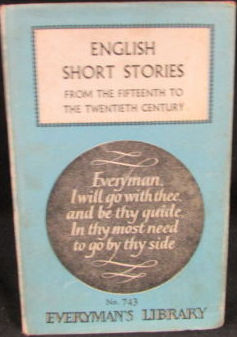 ENGLISH
SHORT STORIES
FROM THE FIFTEENTH TO
THE TWENTIETH CENTURY
Everyman,
I will go with thee,
and be thy guide,
In thy most need
to go by thy side
No. 743
EVERYMAN'S LIBRARY